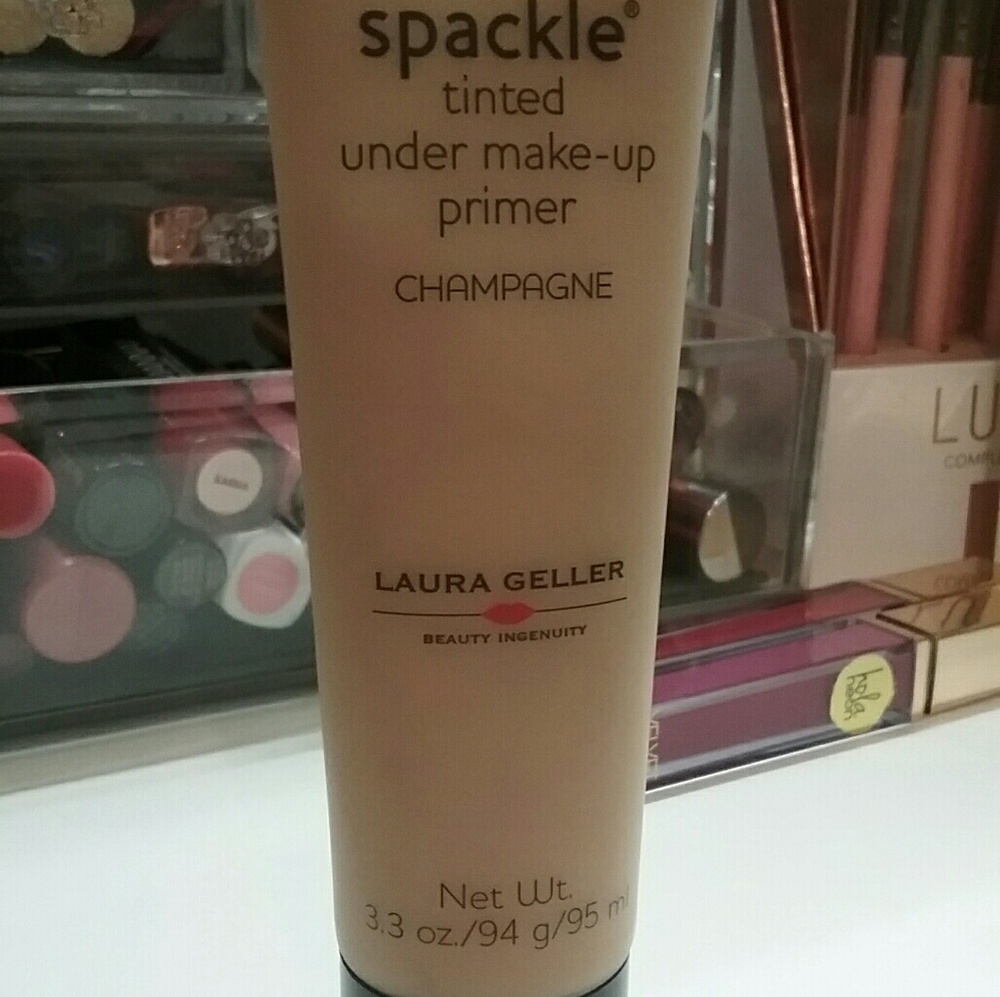 spackle®
tinted
under make-up
primer
CHAMPAGNE
LAURA GELLER
BEAUTY INGENUITY
Net Wt.
3.3 oz./94 g/95 ml
LU